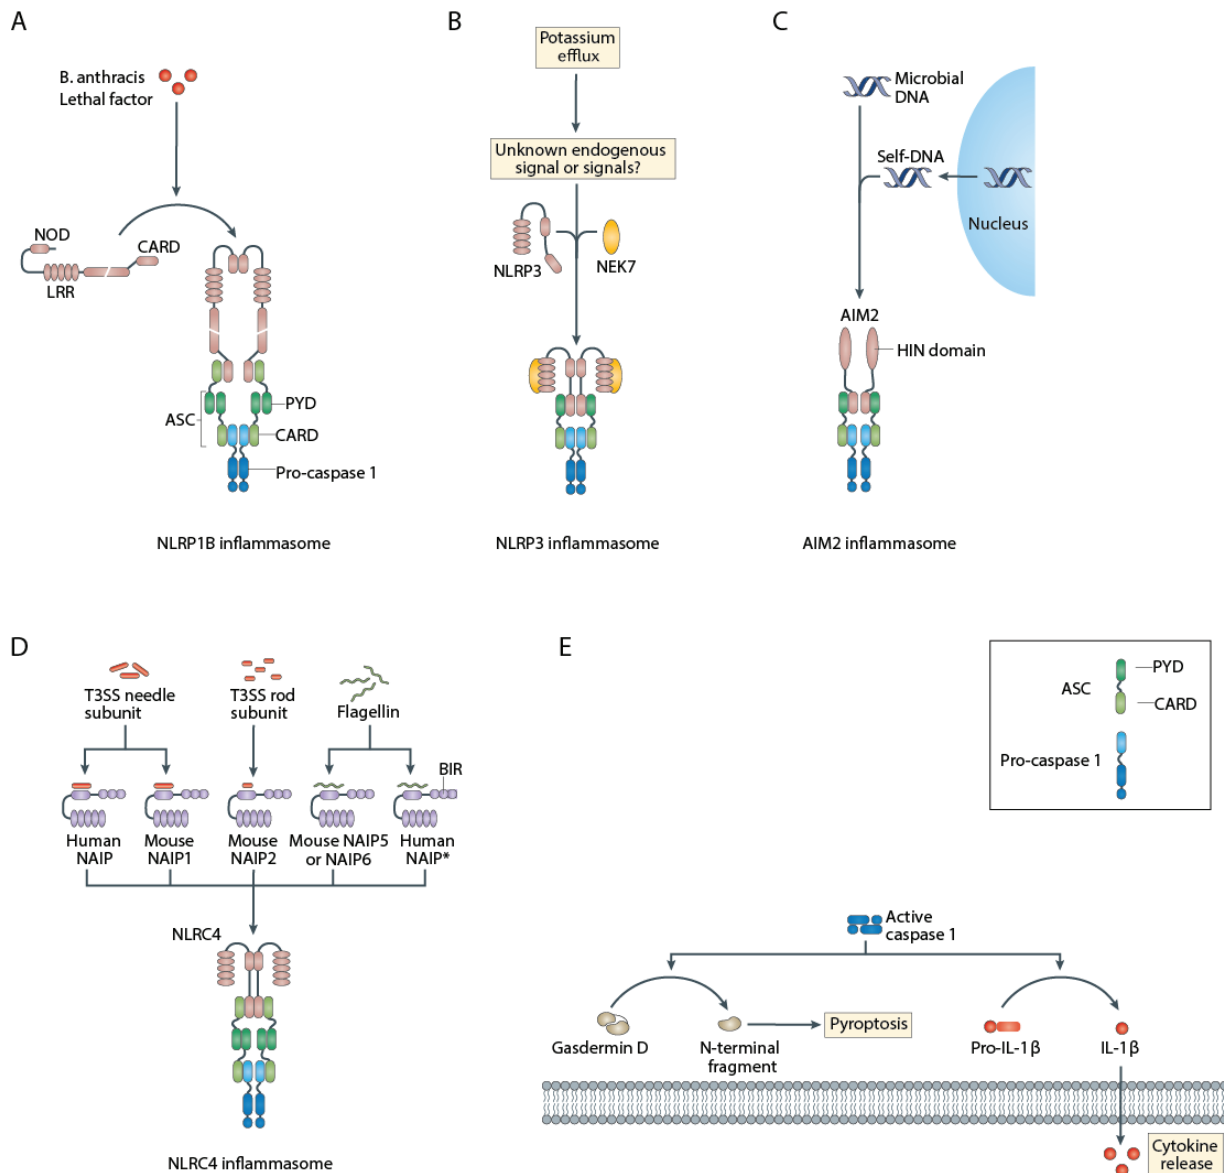 A
B. anthracis
Lethal factor
NOD
CARD
LRR
ASC
PYD
CARD
Pro-caspase 1
NLRP1B inflammasome
B
Potassium
efflux
Unknown endogenous
signal or signals?
NLRP3
NEK7
NLRP3 inflammasome
C
Microbial
DNA
Self-DNA
Nucleus
AIM2
HIN domain
AIM2 inflammasome
D
T3SS needle
subunit
T3SS rod
subunit
Flagellin
BIR
Human
NAIP
Mouse
NAIP1
Mouse
NAIP2
Mouse NAIP5
or NAIP6
Human
NAIP*
NLRC4
NLRC4 inflammasome
E
ASC
PYD
CARD
Pro-caspase 1
Active
caspase 1
Gasdermin D
N-terminal
fragment
Pyroptosis
Pro-IL-1β
IL-1β
Cytokine
release